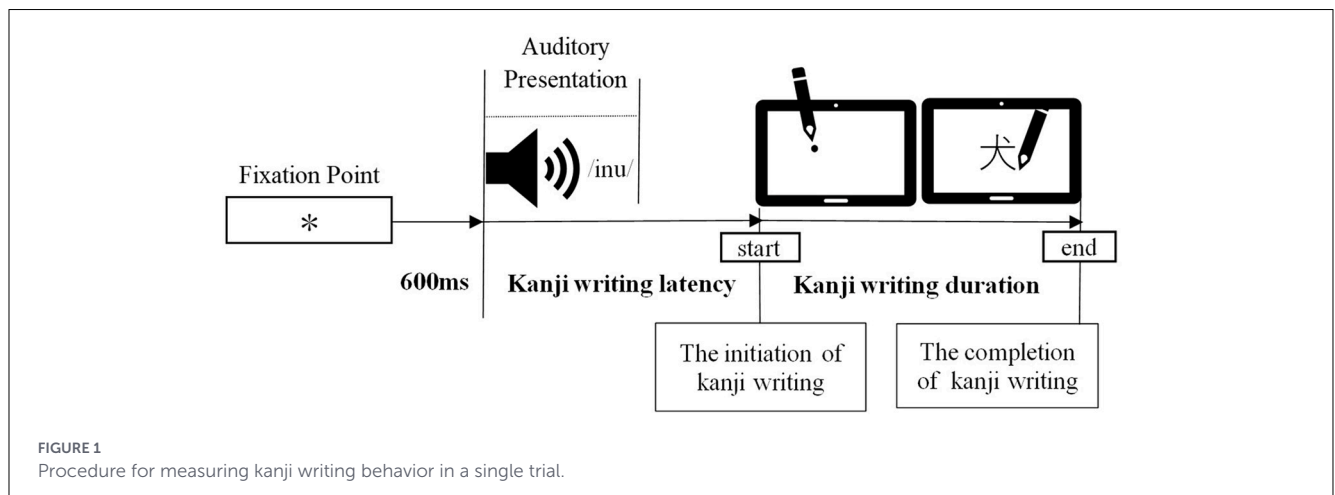 Auditory
Presentation
/inu/
犬
Fixation Point
*
start
end
600ms
Kanji writing latency
Kanji writing duration
The initiation of
kanji writing
The completion
of kanji writing
FIGURE 1
Procedure for measuring kanji writing behavior in a single trial.